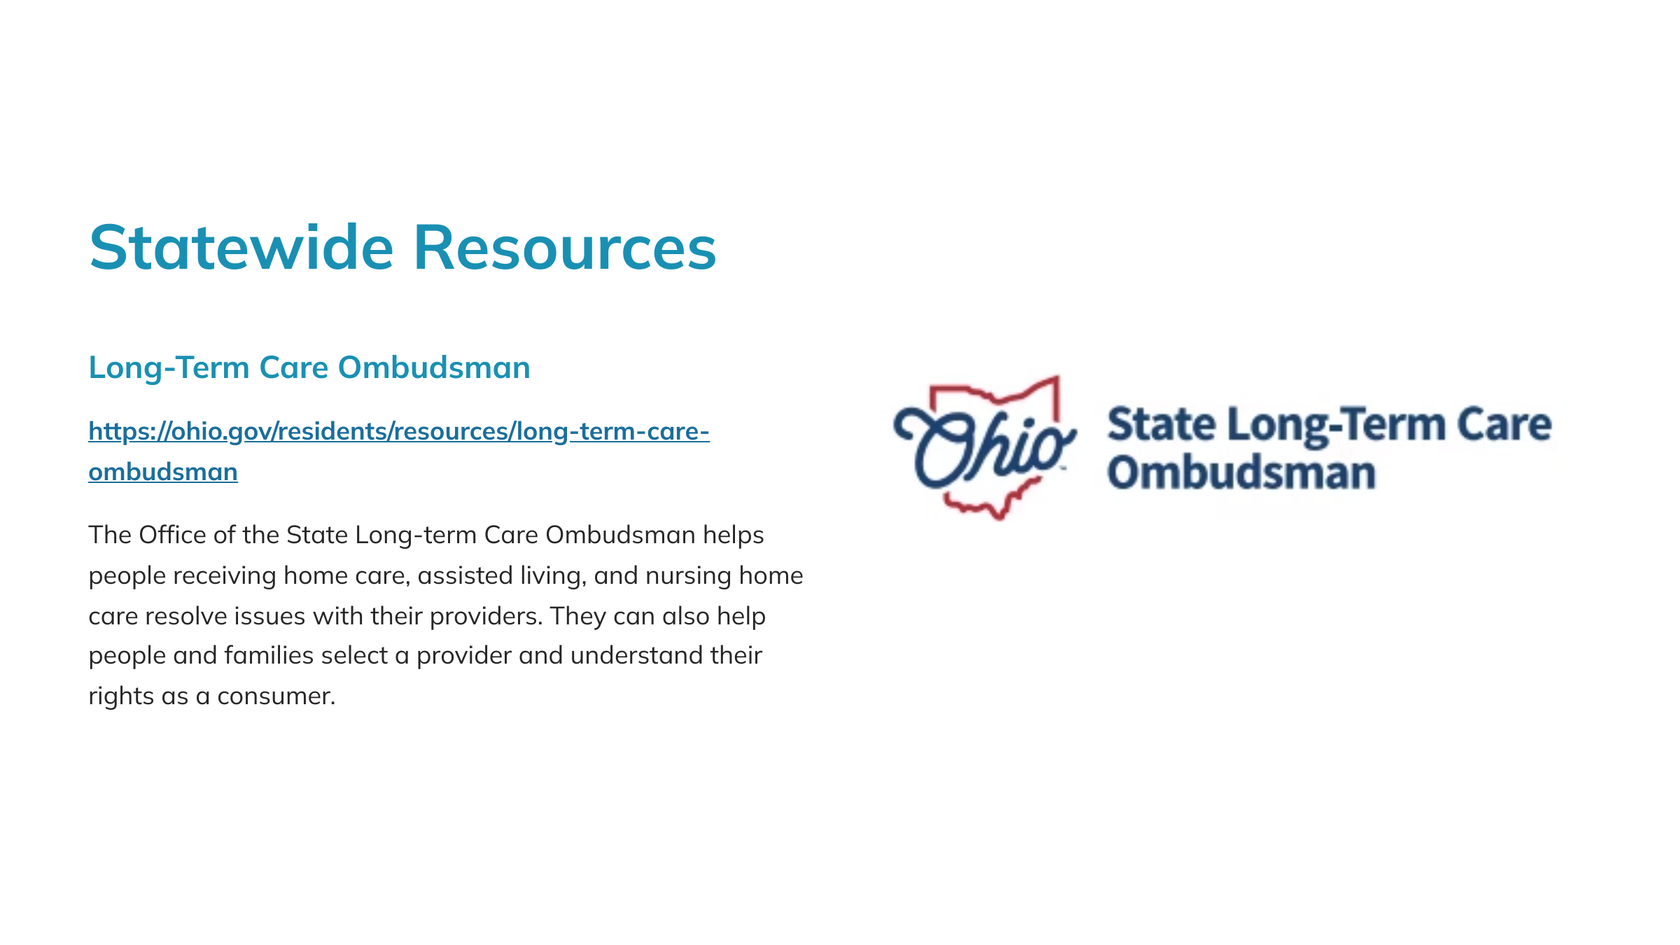 Statewide Resources
Long-Term Care Ombudsman
https://ohio.gov/residents/resources/long-term-care-
ombudsman
The Office of the State Long-term Care Ombudsman helps
people receiving home care, assisted living, and nursing home
care resolve issues with their providers. They can also help
people and families select a provider and understand their
rights as a consumer.
Ohio™
State Long-Term Care
Ombudsman